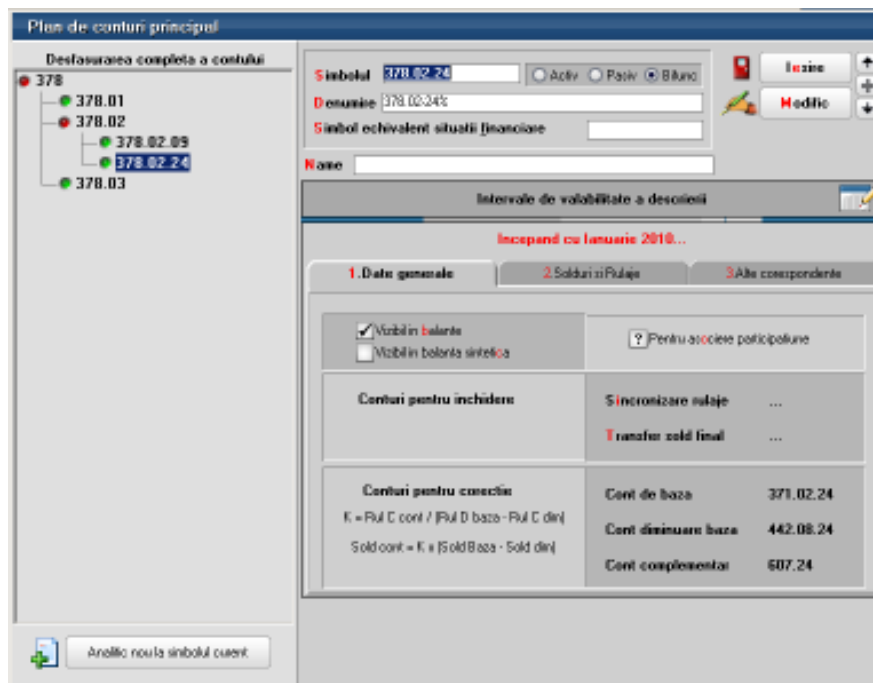 Plan de conturi principal
Desfasurarea completa a contului
378
378.01
378.02
378.02.09
378.02.24
378.03
Analitic nou la simbolul curent
Simbolul 378.02.24 Activ Pasiv Bifunc
Denumire 378.02-24%
Simbol echivalent situatii financiare
Name
Iesire
Modific
Intervale de valabilitate a descrierii
Incepand cu Ianuarie 2010...
1.Date generale 2.Solduri si Rulaje 3.Alte corespondente
Vizibil in balante
Vizibil in balanta sintetica
? Pentru asociere participatiune
Conturi pentru inchidere
Sincronizare rulaje ...
Transfer sold final ...
Conturi pentru corectie
K = Rul C cont / (Rul D baza - Rul C dim)
Sold cont = K x (Sold Baza - Sold dim)
Cont de baza 371.02.24
Cont diminuare baza 442.08.24
Cont complementar 607.24